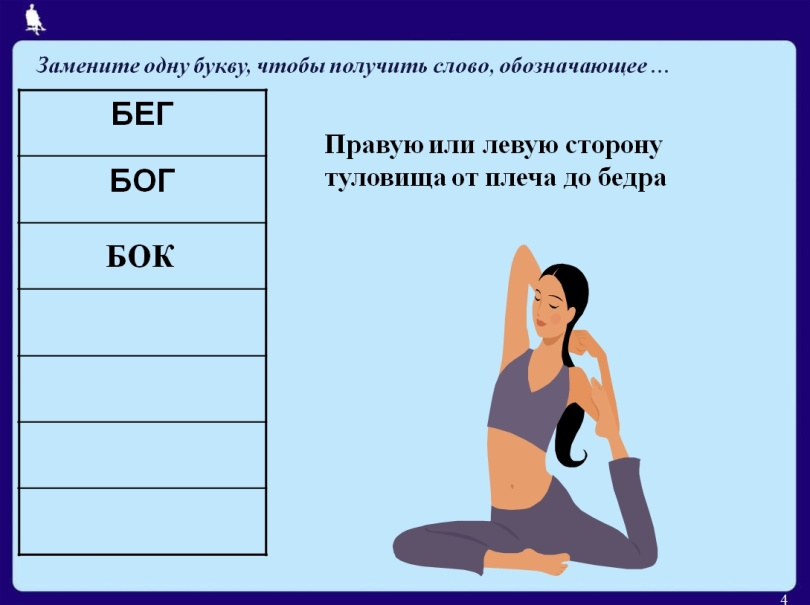 Замените одну букву, чтобы получить слово, обозначающее …
БЕГ
БОГ
БОК
Правую или левую сторону
туловища от плеча до бедра
4